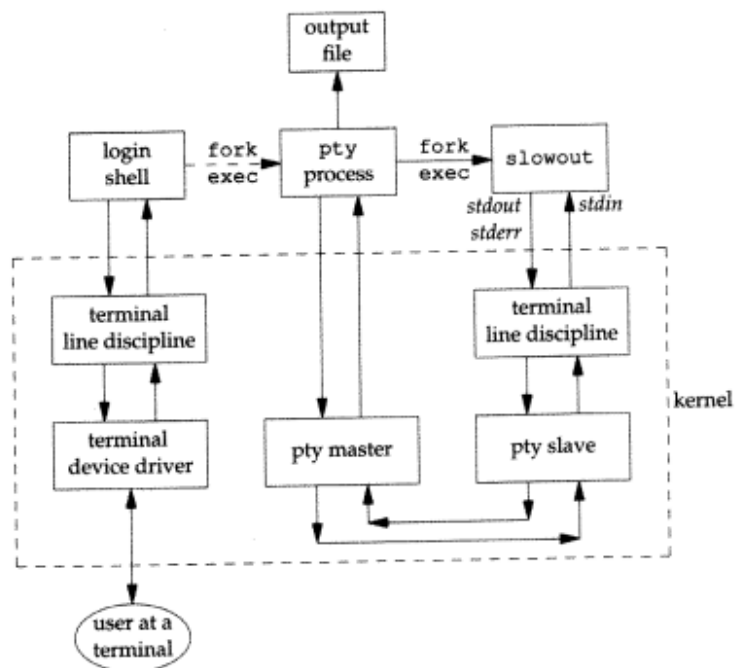 output
file
login
shell
fork
exec
pty
process
fork
exec
slowout
stdout
stderr
stdin
terminal
line discipline
terminal
line discipline
kernel
terminal
device driver
pty master
pty slave
user at a
terminal